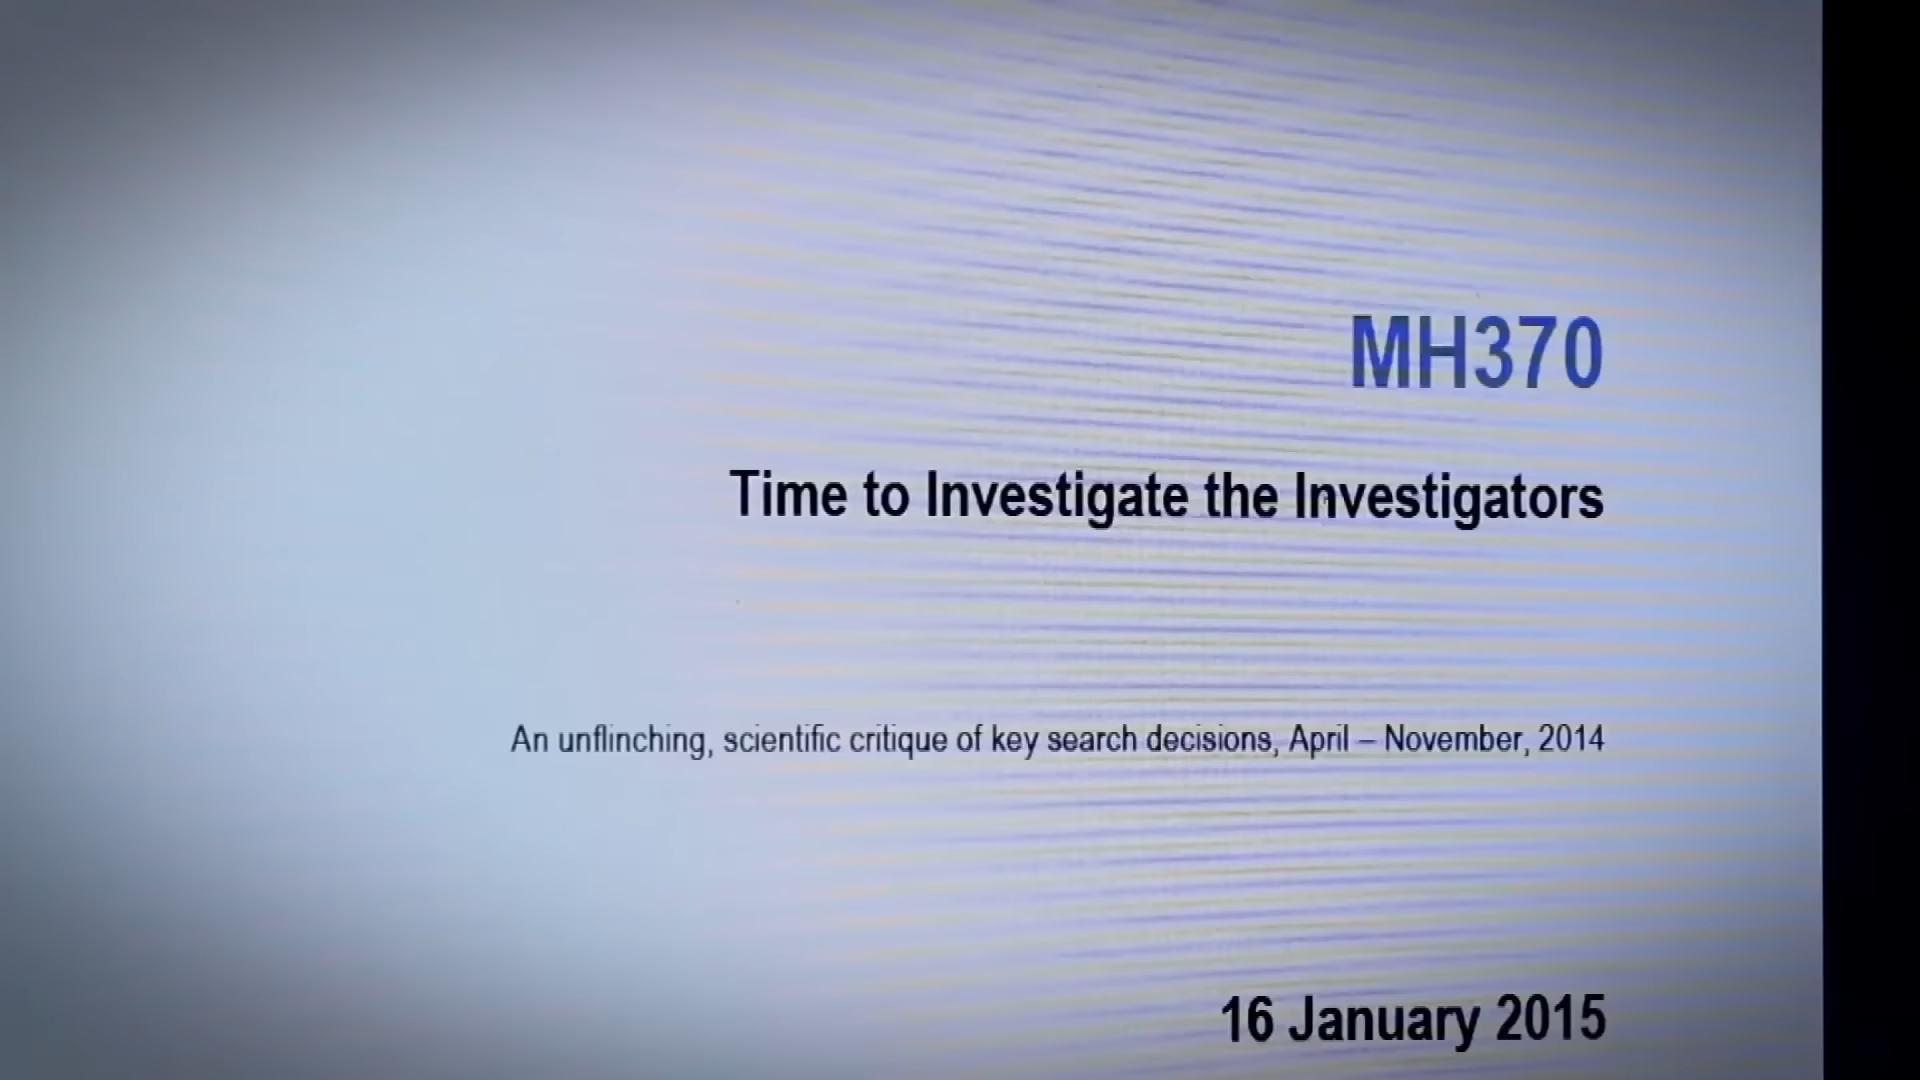 MH370
Time to Investigate the Investigators
An unflinching, scientific critique of key search decisions, April – November, 2014
16 January 2015